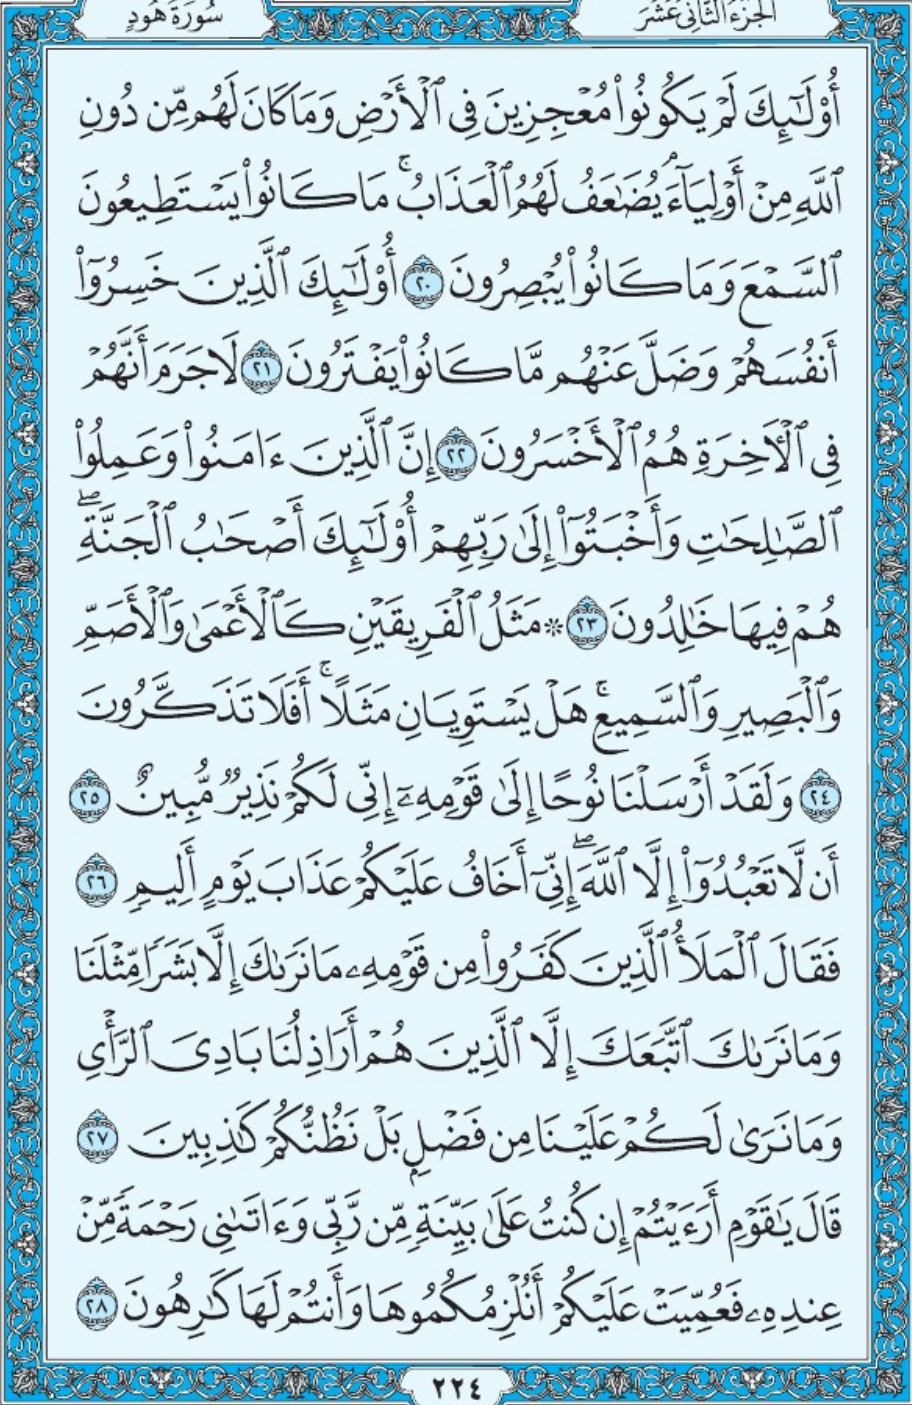 الجزء الثاني عشر
سورة هود
أُوْلَٰٓئِكَ لَمۡ يَكُونُواْ مُعۡجِزِينَ فِي ٱلۡأَرۡضِ وَمَا كَانَ لَهُم مِّن دُونِ
ٱللَّهِ مِنۡ أَوۡلِيَآءَۘ يُضَٰعَفُ لَهُمُ ٱلۡعَذَابُۚ مَا كَانُواْ يَسۡتَطِيعُونَ
ٱلسَّمۡعَ وَمَا كَانُواْ يُبۡصِرُونَ ٢٠ أُوْلَٰٓئِكَ ٱلَّذِينَ خَسِرُوٓاْ
أَنفُسَهُمۡ وَضَلَّ عَنۡهُم مَّا كَانُواْ يَفۡتَرُونَ ٢١ لَا جَرَمَ أَنَّهُمۡ
فِي ٱلۡأٓخِرَةِ هُمُ ٱلۡأَخۡسَرُونَ ٢٢ إِنَّ ٱلَّذِينَ ءَامَنُواْ وَعَمِلُواْ
ٱلصَّٰلِحَٰتِ وَأَخۡبَتُوٓاْ إِلَىٰ رَبِّهِمۡ أُوْلَٰٓئِكَ أَصۡحَٰبُ ٱلۡجَنَّةِۖ
هُمۡ فِيهَا خَٰلِدُونَ ٢٣ ۞ مَثَلُ ٱلۡفَرِيقَيۡنِ كَٱلۡأَعۡمَىٰ وَٱلۡأَصَمِّ
وَٱلۡبَصِيرِ وَٱلسَّمِيعِۚ هَلۡ يَسۡتَوِيَانِ مَثَلًاۚ أَفَلَا تَذَكَّرُونَ
٢٤ وَلَقَدۡ أَرۡسَلۡنَا نُوحًا إِلَىٰ قَوۡمِهِۦٓ إِنِّي لَكُمۡ نَذِيرٞ مُّبِينٌ ٢٥
أَن لَّا تَعۡبُدُوٓاْ إِلَّا ٱللَّهَۖ إِنِّيٓ أَخَافُ عَلَيۡكُمۡ عَذَابَ يَوۡمٍ أَلِيمٖ ٢٦
فَقَالَ ٱلۡمَلَأُ ٱلَّذِينَ كَفَرُواْ مِن قَوۡمِهِۦ مَا نَرَىٰكَ إِلَّا بَشَرٗا مِّثۡلَنَا
وَمَا نَرَىٰكَ ٱتَّبَعَكَ إِلَّا ٱلَّذِينَ هُمۡ أَرَاذِلُنَا بَادِيَ ٱلرَّأۡيِ
وَمَا نَرَىٰ لَكُمۡ عَلَيۡنَا مِن فَضۡلِۭ بَلۡ نَظُنُّكُمۡ كَٰذِبِينَ ٢٧
قَالَ يَٰقَوۡمِ أَرَءَيۡتُمۡ إِن كُنتُ عَلَىٰ بَيِّنَةٖ مِّن رَّبِّي وَءَاتَىٰنِي رَحۡمَةٗ مِّنۡ
عِندِهِۦ فَعُمِّيَتۡ عَلَيۡكُمۡ أَنُلۡزِمُكُمُوهَا وَأَنتُمۡ لَهَا كَٰرِهُونَ ٢٨
٢٢٤